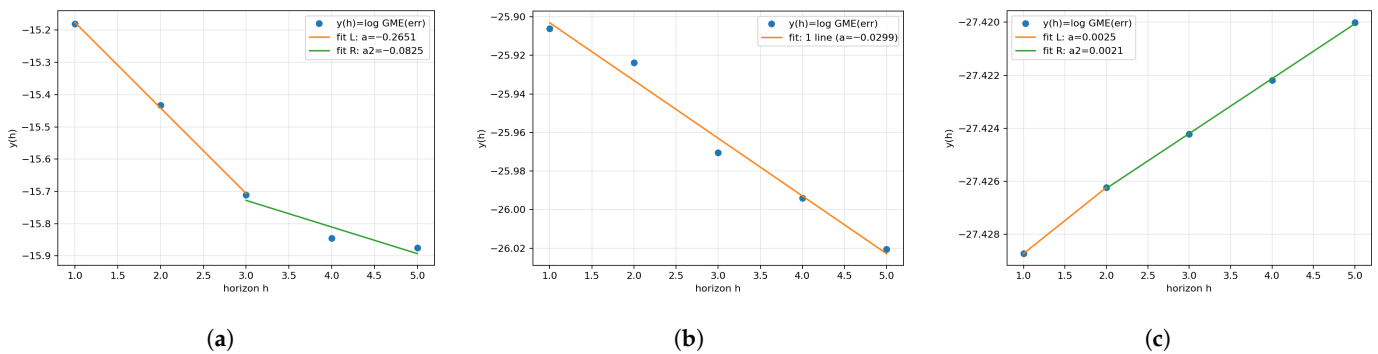 y(h)=log GME(err)
fit L: a=−0.2651
fit R: a2=−0.0825
−15.2
−15.3
−15.4
−15.5
−15.6
−15.7
−15.8
−15.9
y(h)
1.0 1.5 2.0 2.5 3.0 3.5 4.0 4.5 5.0
horizon h
(a)
y(h)=log GME(err)
fit: 1 line (a=−0.0299)
−25.90
−25.92
−25.94
−25.96
−25.98
−26.00
−26.02
y(h)
1.0 1.5 2.0 2.5 3.0 3.5 4.0 4.5 5.0
horizon h
(b)
y(h)=log GME(err)
fit L: a=0.0025
fit R: a2=0.0021
−27.420
−27.422
−27.424
−27.426
−27.428
y(h)
1.0 1.5 2.0 2.5 3.0 3.5 4.0 4.5 5.0
horizon h
(c)